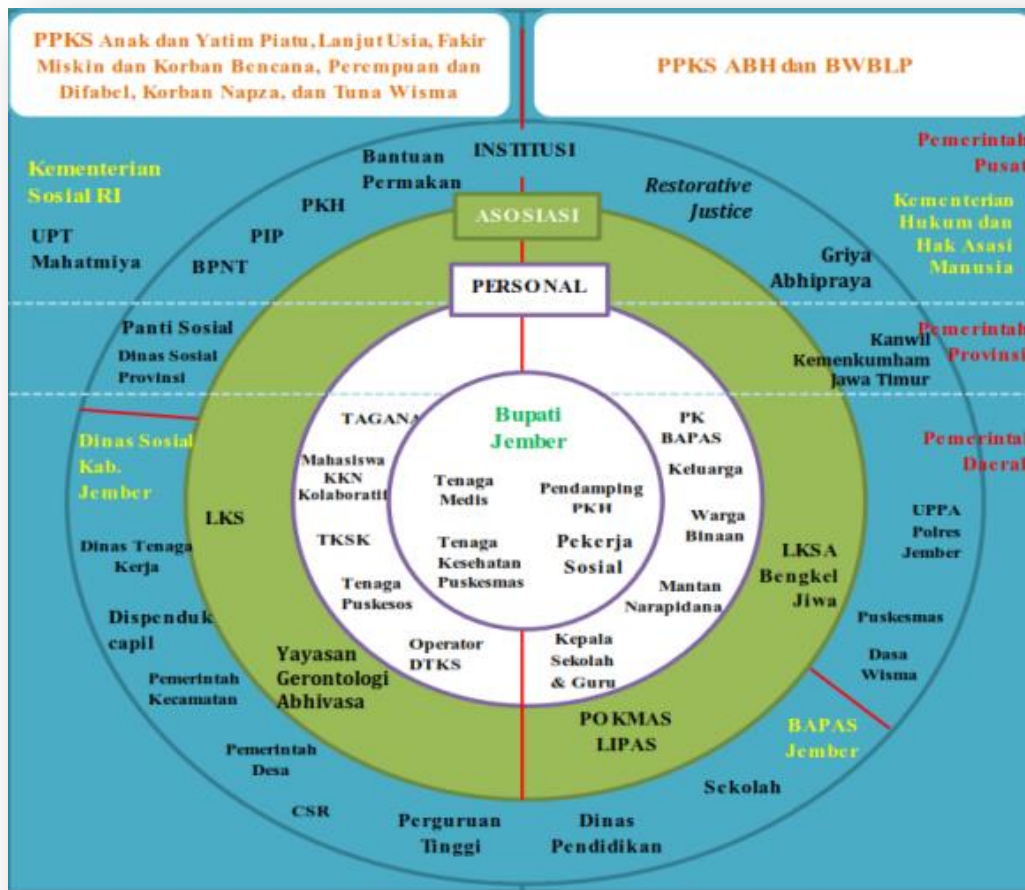 PPKS Anak dan Yatim Piatu, Lanjut Usia, Fakir
Miskin dan Korban Bencana, Perempuan dan
Difabel, Korban Napza, dan Tuna Wisma
PPKS ABH dan BWBLP
INSTITUSI
Bantuan
Permakan
PKH
PIP
BPNT
Kementerian
Sosial RI
UPT
Mahatmiya
Restorative
Justice
Griya
Abhipraya
Pemerintah
Pusat
Kementerian
Hukum dan
Hak Asasi
Manusia
ASOSIASI
PERSONAL
Panti Sosial
Dinas Sosial
Provinsi
Pemerintah
Provinsi
Kanwil
Kemenkumham
Jawa Timur
Dinas Sosial
Kab.
Jember
Pemerintah
Daerah
TAGANA
Mahasiswa
KKN
Kolaboratif
TKSK
Tenaga
Puskesos
Operator
DTKS
Bupati
Jember
Tenaga
Medis
Pendamping
PKH
Tenaga
Kesehatan
Puskesmas
Pekerja
Sosial
PK
BAPAS
Keluarga
Warga
Binaan
Mantan
Narapidana
Kepala
Sekolah
& Guru
LKS
Yayasan
Gerontologi
Abhivasa
LKSA
Bengkel
Jiwa
POKMAS
LIPAS
Dinas Tenaga
Kerja
Dispenduk
capil
Pemerintah
Kecamatan
Pemerintah
Desa
CSR
Perguruan
Tinggi
Dinas
Pendidikan
Sekolah
BAPAS
Jember
Dasa
Wisma
Puskesmas
UPPA
Polres
Jember